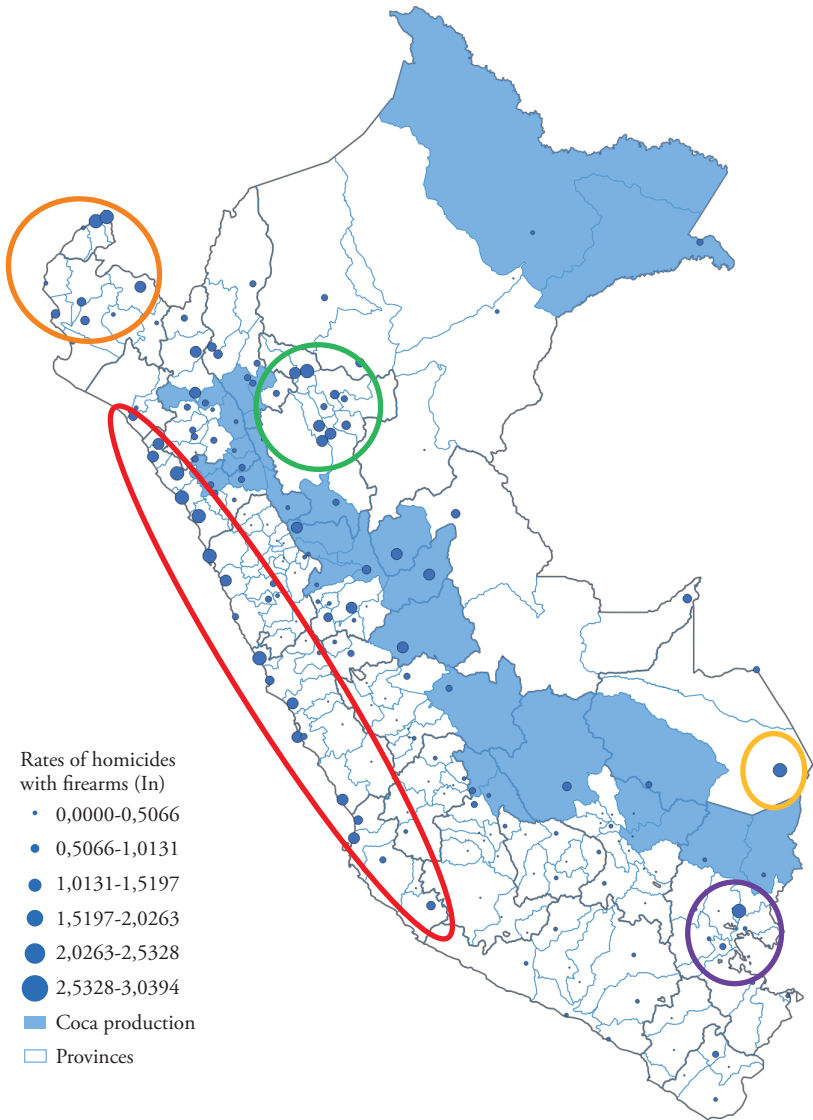 Rates of homicides
with firearms (In)
0,0000-0,5066
0,5066-1,0131
1,0131-1,5197
1,5197-2,0263
2,0263-2,5328
2,5328-3,0394
Coca production
Provinces